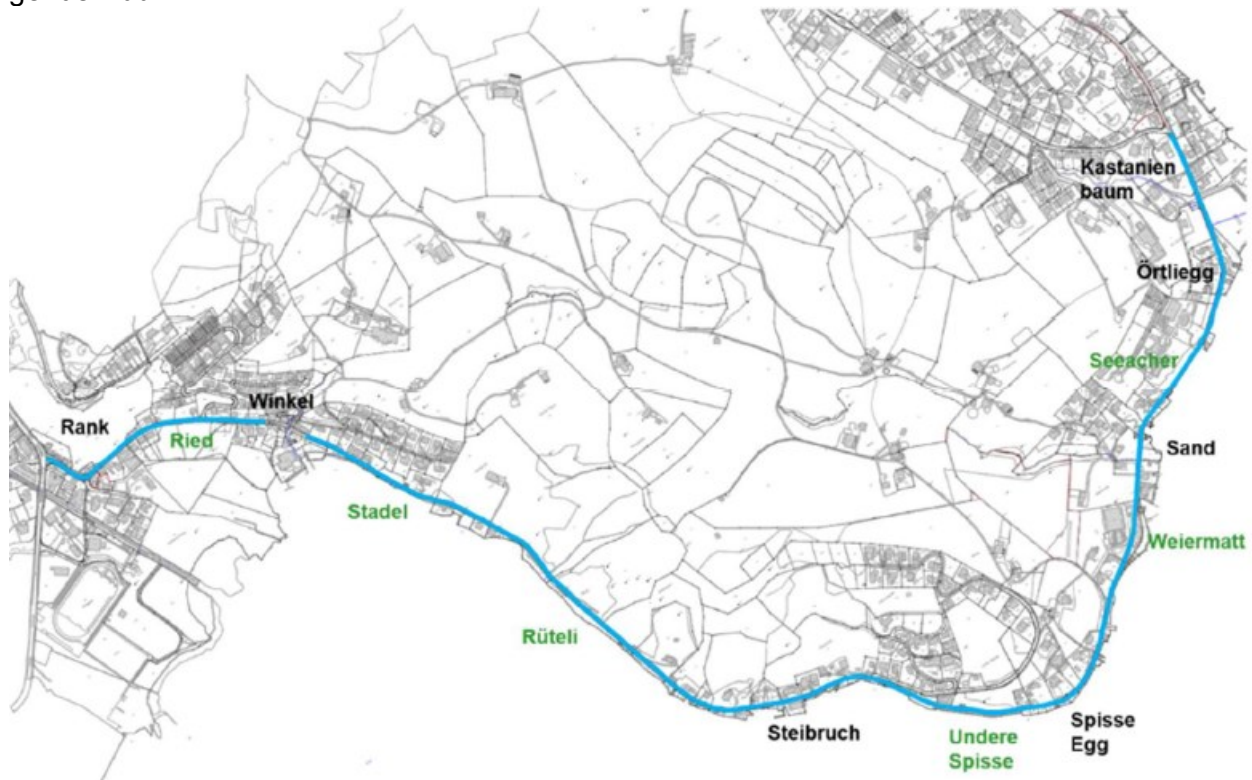 Kastanien
baum
Örtliegg
Seeacher
Winkel
Rank
Ried
Sand
Stadel
Weiermatt
Rüteli
Spisse
Egg
Steibruch
Undere
Spisse